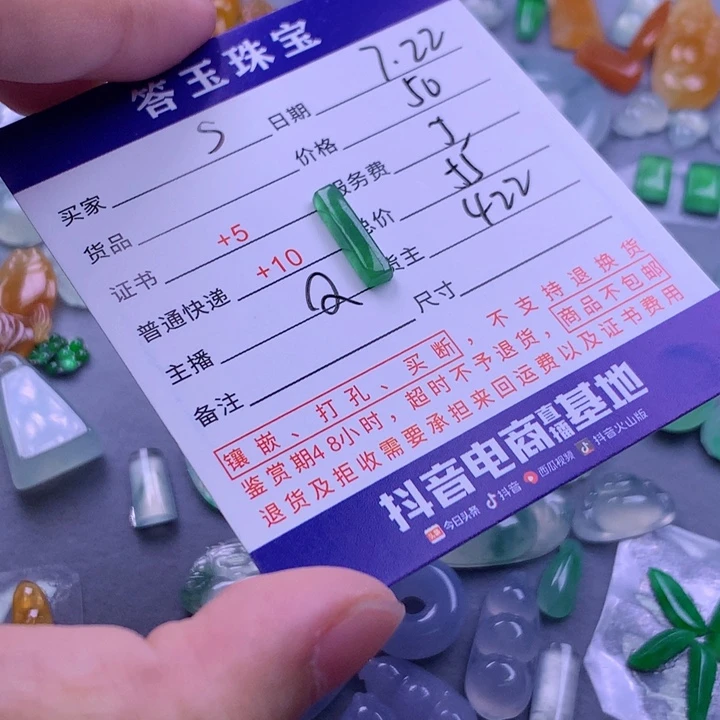 答玉珠宝
买家 S 日期 7.22
货品 价格 50
证书 +5 服务费 5
普通快递 +10 总价 55
主播 Q 货主 422
备注 尺寸
镶嵌、打孔、买断,不支持退换货
鉴赏期48小时,超时不予退货,商品不包邮
退货及拒收需要承担来回运费以及证书费用
抖音电商直播基地
今日头条 抖音 西瓜视频 抖音火山版